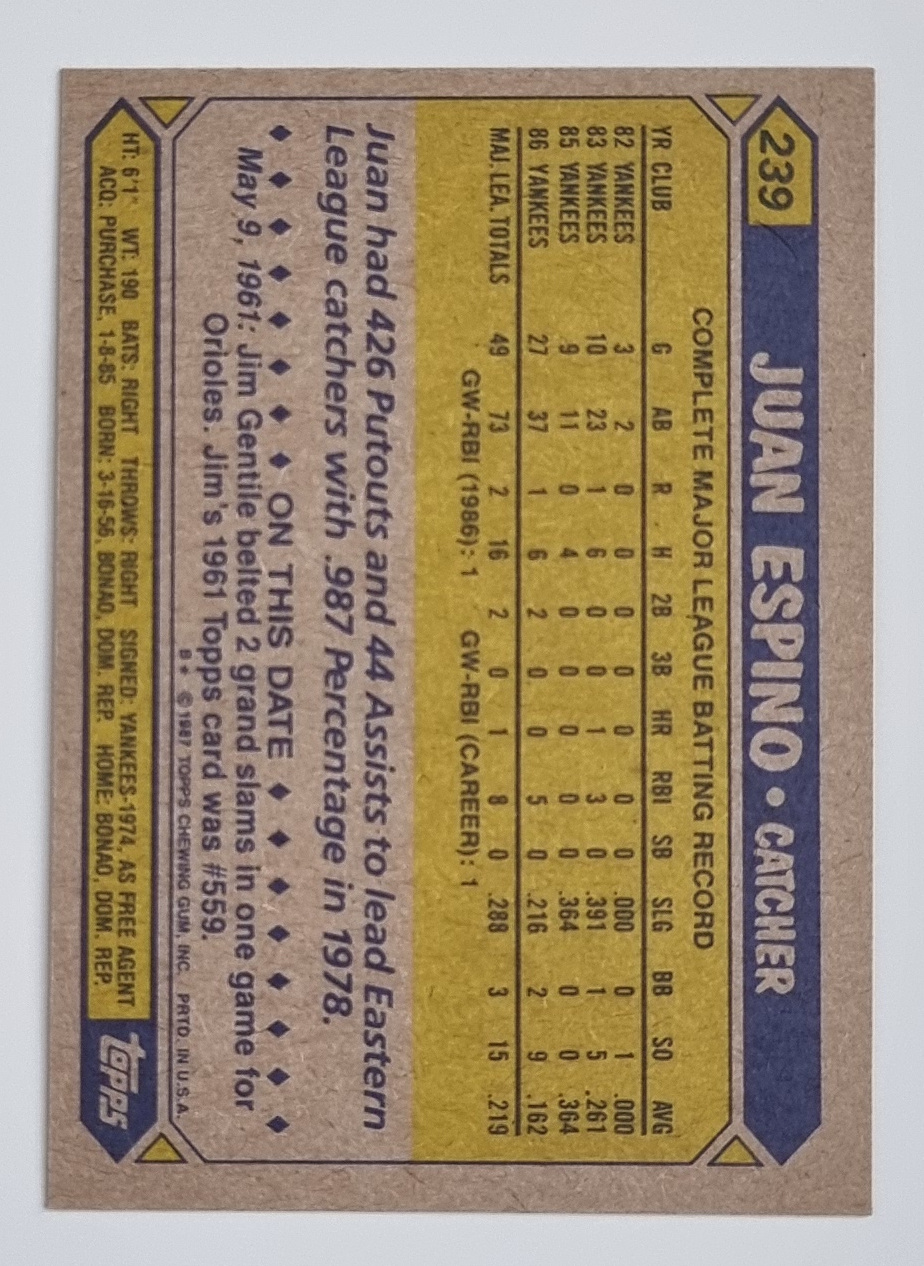 239 JUAN ESPINO • CATCHER
COMPLETE MAJOR LEAGUE BATTING RECORD
YR CLUB G AB R H 2B 3B HR RBI SB SLG BB SO AVG
82 YANKEES 3 2 0 0 0 0 0 0 0 .000 0 1 .000
83 YANKEES 10 23 1 6 0 0 1 3 0 .391 1 5 .261
85 YANKEES 9 11 0 4 0 0 0 0 0 .364 0 0 .364
86 YANKEES 27 37 1 6 2 0 0 5 0 .216 2 9 .162
MAJ. LEA. TOTALS 49 73 2 16 2 0 1 8 0 .288 3 15 .219
GW-RBI (1986): 1 GW-RBI (CAREER): 1
Juan had 426 Putouts and 44 Assists to lead Eastern
League catchers with .987 Percentage in 1978.
♦ ♦ ♦ ♦ ♦ ♦ ♦ ♦ ON THIS DATE ♦ ♦ ♦ ♦ ♦ ♦ ♦ ♦
May 9, 1961: Jim Gentile belted 2 grand slams in one game for
Orioles. Jim's 1961 Topps card was #559.
B* © 1987 TOPPS CHEWING GUM, INC. PRTD. IN U.S.A.
HT: 6'1" WT: 190 BATS: RIGHT THROWS: RIGHT SIGNED: YANKEES-1974, AS FREE AGENT
ACQ: PURCHASE, 1-8-85 BORN: 3-16-56, BONAO, DOM. REP. HOME: BONAO, DOM. REP.
topps